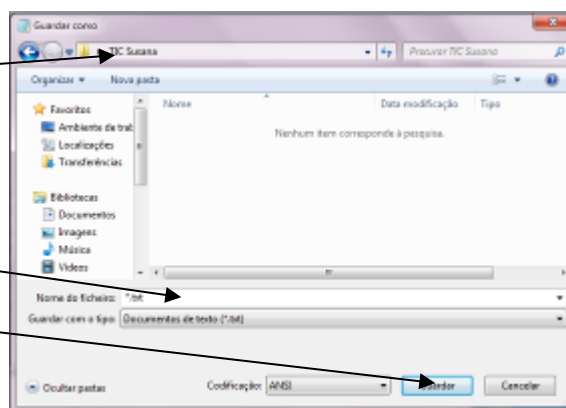 Guardar como
TIC Susana
Procurar TIC Susana
Organizar
Nova pasta
Nome
Data modificação
Tipo
Nenhum item corresponde à pesquisa.
Favoritos
Ambiente de trab
Localizações
Transferências
Bibliotecas
Documentos
Imagens
Música
Vídeos
Nome do ficheiro: *.txt
Guardar com o tipo: Documentos de texto (*.txt)
Ocultar pastas
Codificação: ANSI
Guardar
Cancelar